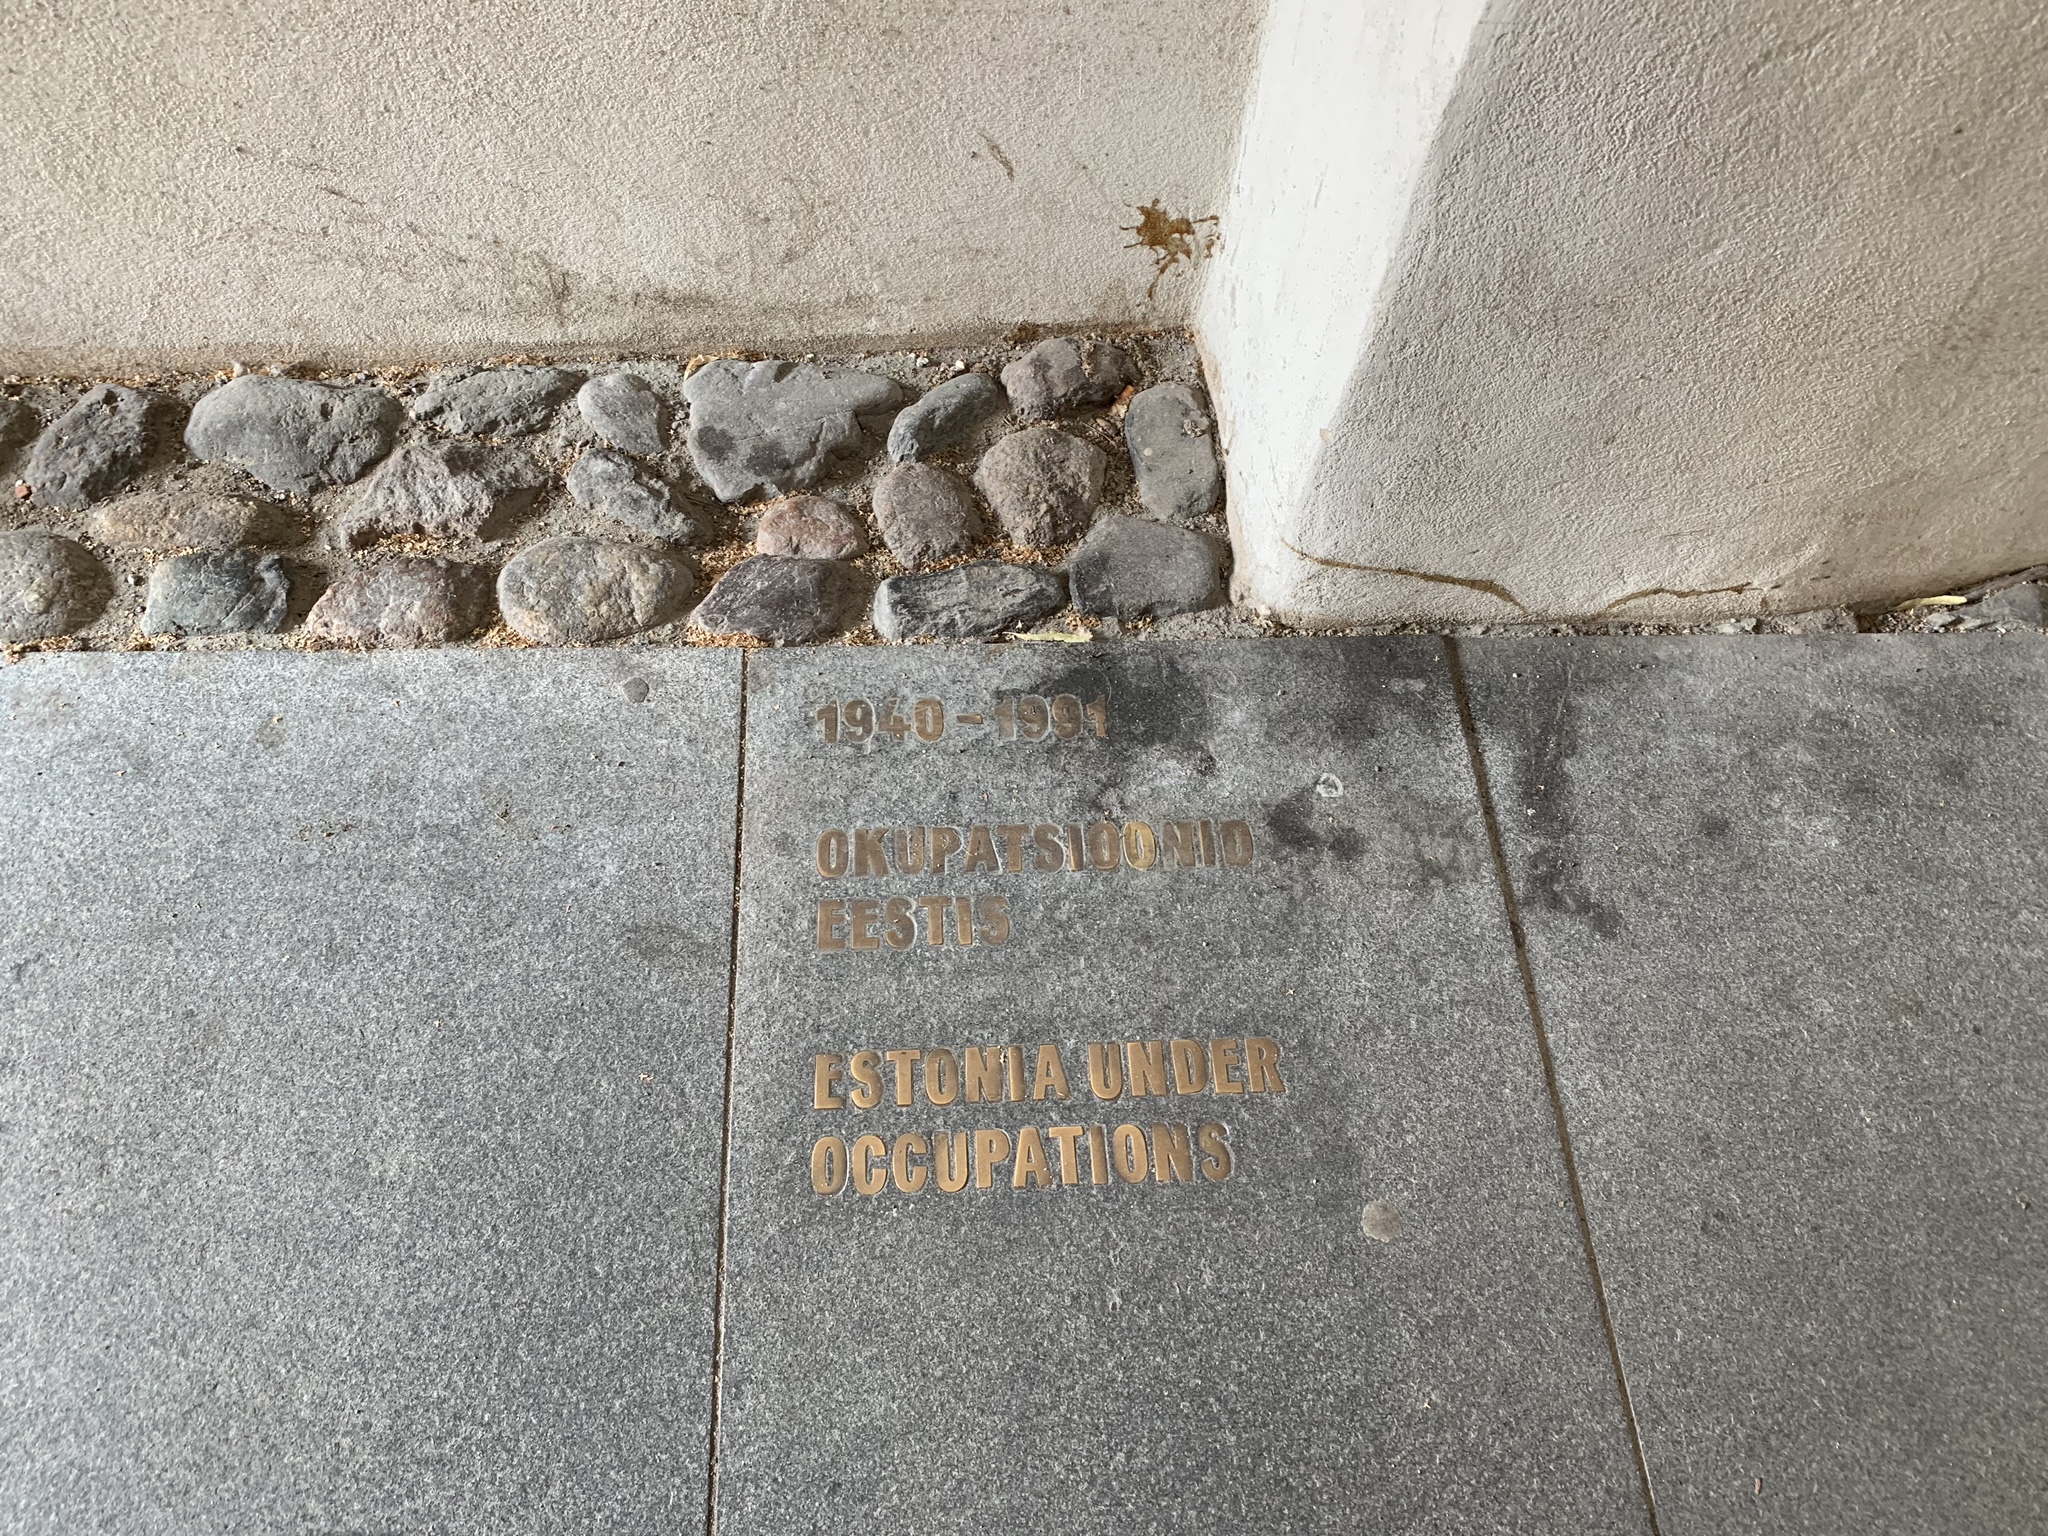 1940 – 1991
OKUPATSIOONID
EESTIS
ESTONIA UNDER
OCCUPATIONS